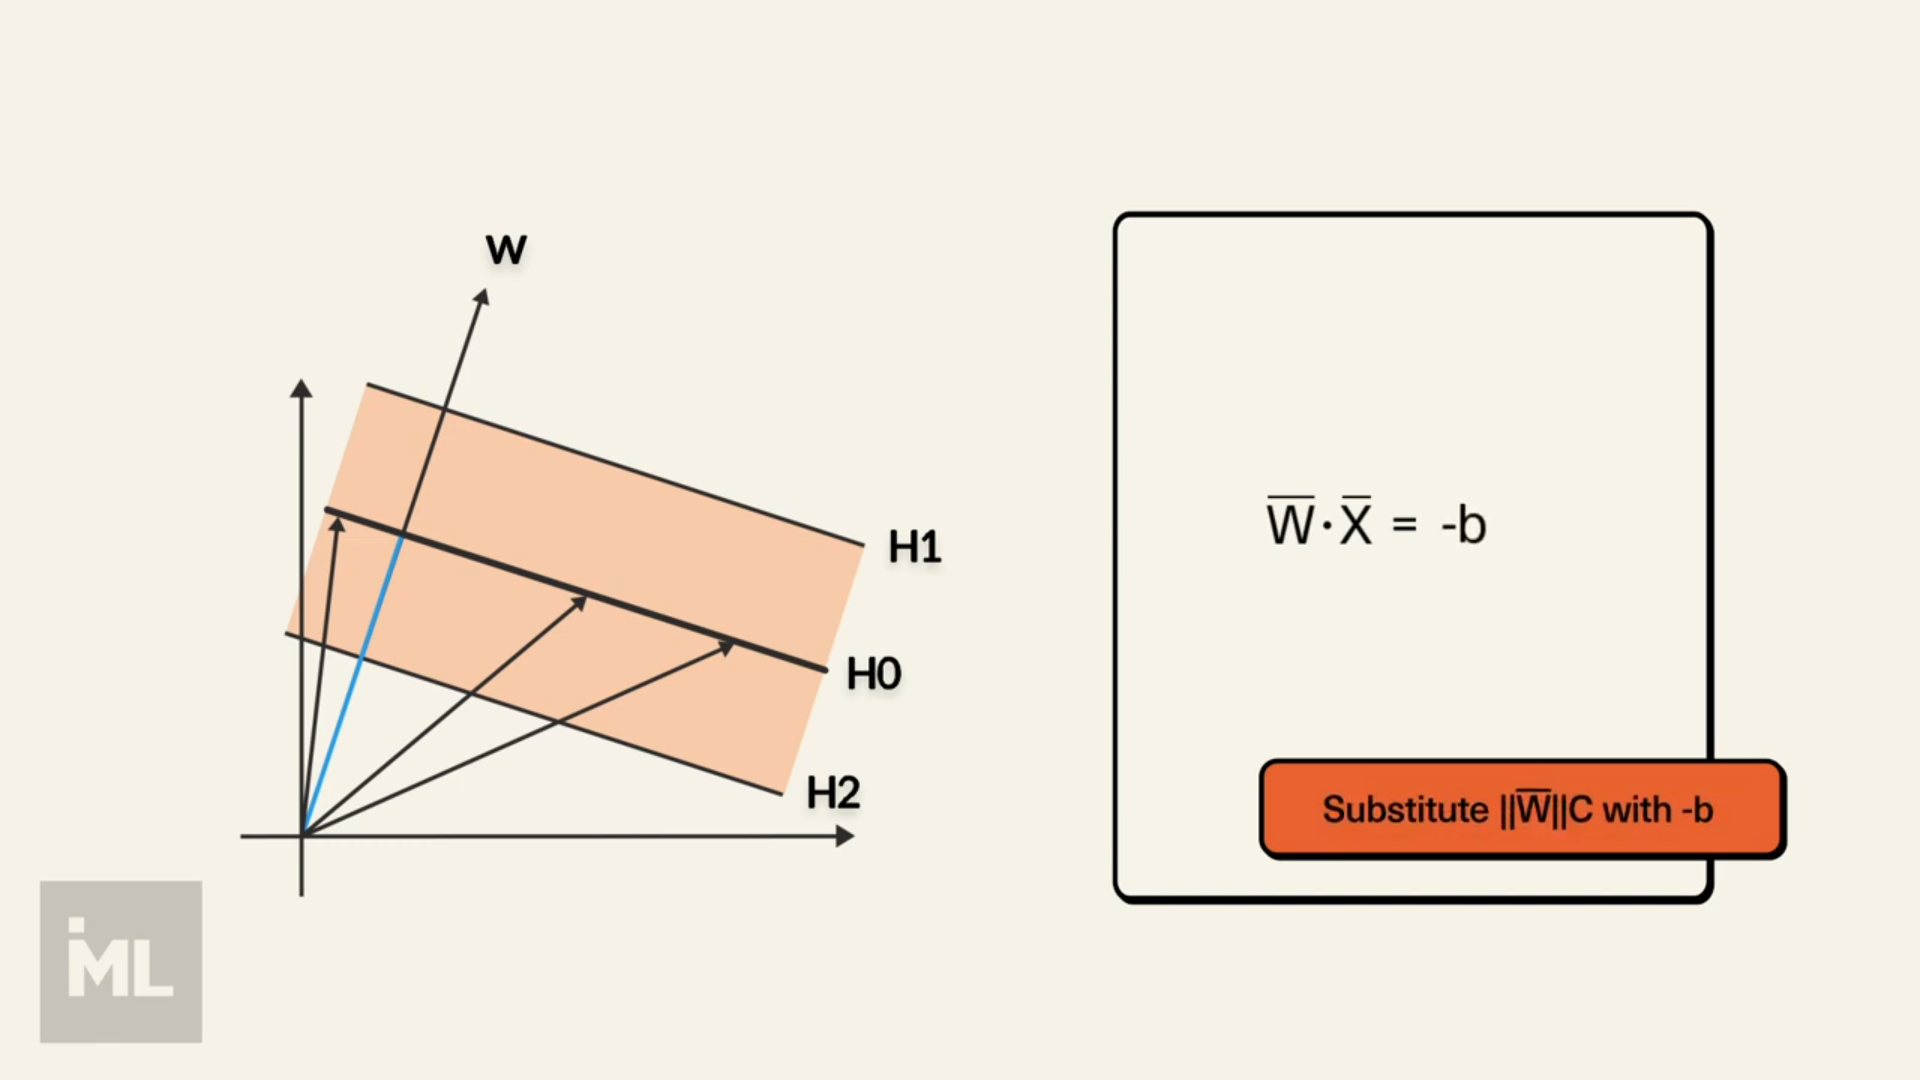 W
H1
H0
H2
W̅·X̅ = -b
Substitute ||W̅||C with -b
iML